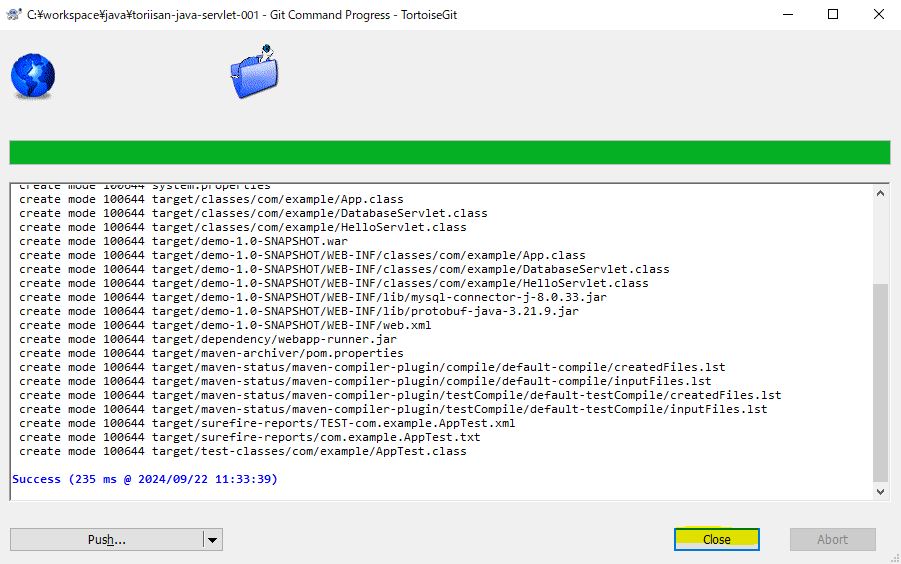 C:¥workspace¥java¥toriisan-java-servlet-001 - Git Command Progress - TortoiseGit
create mode 100644 system.properties
create mode 100644 target/classes/com/example/App.class
create mode 100644 target/classes/com/example/DatabaseServlet.class
create mode 100644 target/classes/com/example/HelloServlet.class
create mode 100644 target/demo-1.0-SNAPSHOT.war
create mode 100644 target/demo-1.0-SNAPSHOT/WEB-INF/classes/com/example/App.class
create mode 100644 target/demo-1.0-SNAPSHOT/WEB-INF/classes/com/example/DatabaseServlet.class
create mode 100644 target/demo-1.0-SNAPSHOT/WEB-INF/classes/com/example/HelloServlet.class
create mode 100644 target/demo-1.0-SNAPSHOT/WEB-INF/lib/mysql-connector-j-8.0.33.jar
create mode 100644 target/demo-1.0-SNAPSHOT/WEB-INF/lib/protobuf-java-3.21.9.jar
create mode 100644 target/demo-1.0-SNAPSHOT/WEB-INF/web.xml
create mode 100644 target/dependency/webapp-runner.jar
create mode 100644 target/maven-archiver/pom.properties
create mode 100644 target/maven-status/maven-compiler-plugin/compile/default-compile/createdFiles.lst
create mode 100644 target/maven-status/maven-compiler-plugin/compile/default-compile/inputFiles.lst
create mode 100644 target/maven-status/maven-compiler-plugin/testCompile/default-testCompile/createdFiles.lst
create mode 100644 target/maven-status/maven-compiler-plugin/testCompile/default-testCompile/inputFiles.lst
create mode 100644 target/surefire-reports/TEST-com.example.AppTest.xml
create mode 100644 target/surefire-reports/com.example.AppTest.txt
create mode 100644 target/test-classes/com/example/AppTest.class
Success (235 ms @ 2024/09/22 11:33:39)
Push...
Close
Abort